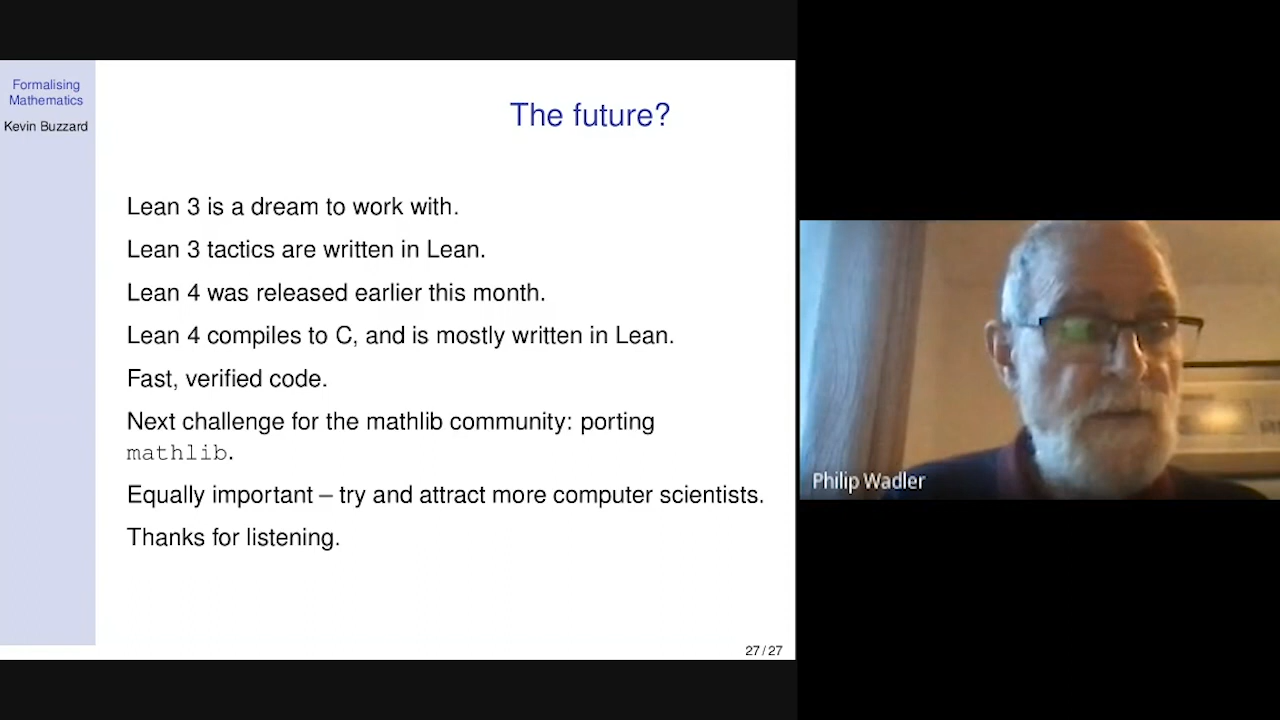 Formalising
Mathematics
Kevin Buzzard
The future?
Lean 3 is a dream to work with.
Lean 3 tactics are written in Lean.
Lean 4 was released earlier this month.
Lean 4 compiles to C, and is mostly written in Lean.
Fast, verified code.
Next challenge for the mathlib community: porting
mathlib.
Equally important – try and attract more computer scientists.
Thanks for listening.
27 / 27
Philip Wadler